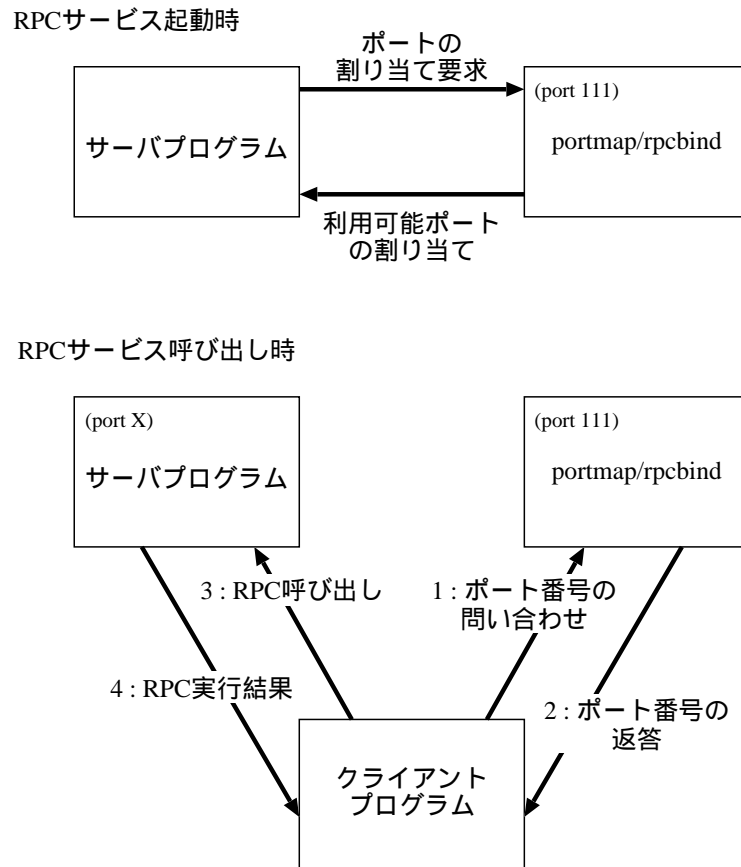 RPCサービス起動時
ポートの
割り当て要求
サーバプログラム
(port 111)
portmap/rpcbind
利用可能ポート
の割り当て
RPCサービス呼び出し時
(port X)
サーバプログラム
(port 111)
portmap/rpcbind
3 : RPC呼び出し
1 : ポート番号の
問い合わせ
4 : RPC実行結果
2 : ポート番号の
返答
クライアント
プログラム